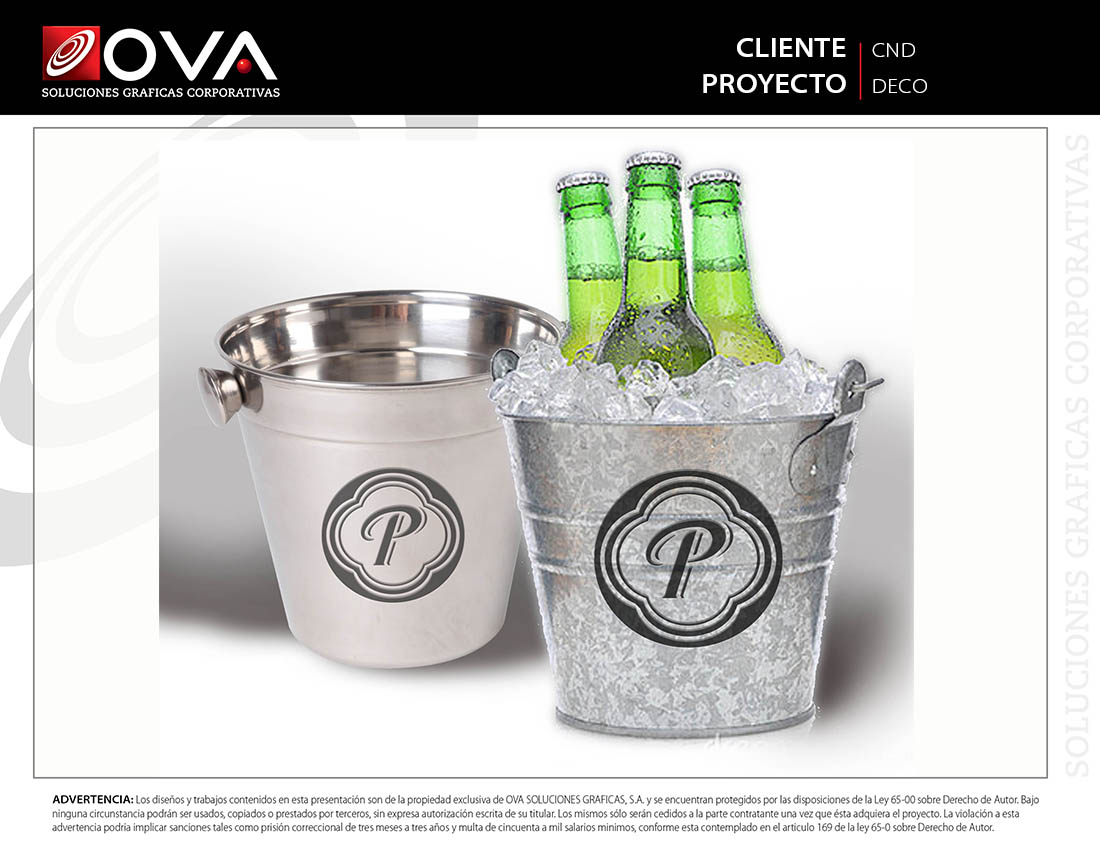 OVA
SOLUCIONES GRAFICAS CORPORATIVAS
CLIENTE CND
PROYECTO DECO
P
P
SOLUCIONES GRAFICAS CORPORATIVAS
ADVERTENCIA: Los diseños y trabajos contenidos en esta presentación son de la propiedad exclusiva de OVA SOLUCIONES GRAFICAS, S.A. y se encuentran protegidos por las disposiciones de la Ley 65-00 sobre Derecho de Autor. Bajo
ninguna circunstancia podrán ser usados, copiados o prestados por terceros, sin expresa autorización escrita de su titular. Los mismos sólo serán cedidos a la parte contratante una vez que ésta adquiera el proyecto. La violación a esta
advertencia podria implicar sanciones tales como prisión correccional de tres meses a tres años y multa de cincuenta a mil salarios minimos, conforme esta contemplado en el articulo 169 de la ley 65-0 sobre Derecho de Autor.